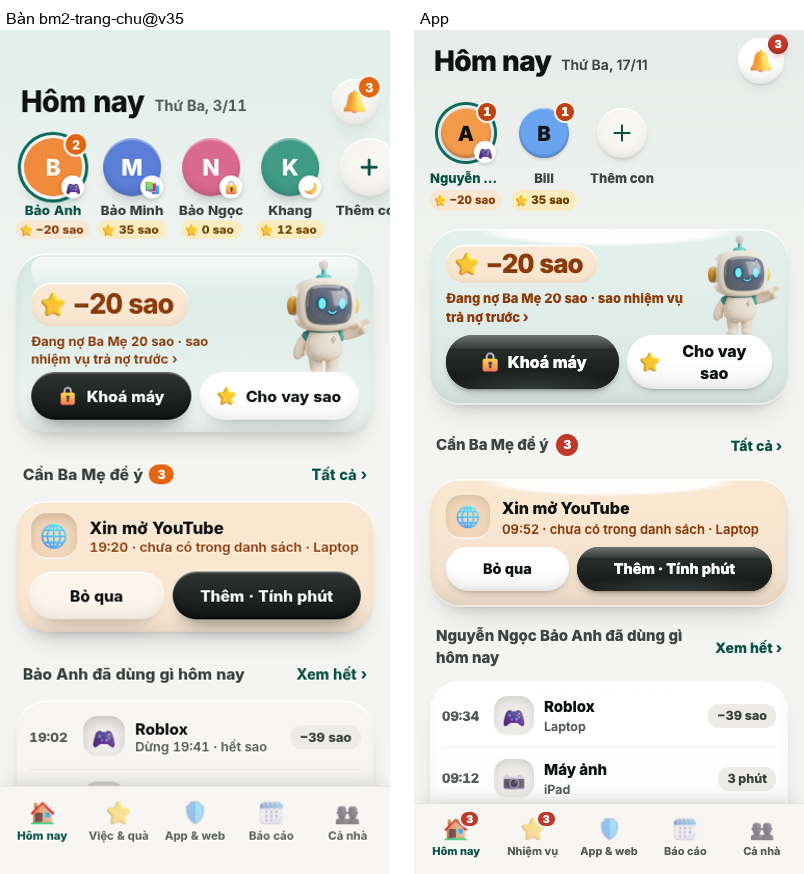 Bản bm2-trang-chu@v35
Hôm nay Thứ Ba, 3/11
3
B
2
M
N
K
+
Bảo Anh
Bảo Minh
Bảo Ngọc
Khang
Thêm co
−20 sao
35 sao
0 sao
12 sao
−20 sao
Đang nợ Ba Mẹ 20 sao · sao
nhiệm vụ trả nợ trước ›
Khoá máy
Cho vay sao
Cần Ba Mẹ để ý 3
Tất cả ›
Xin mở YouTube
19:20 · chưa có trong danh sách · Laptop
Bỏ qua
Thêm · Tính phút
Bảo Anh đã dùng gì hôm nay
Xem hết ›
19:02
Roblox
Dừng 19:41 · hết sao
−39 sao
Hôm nay
Việc & quà
App & web
Báo cáo
Cả nhà
App
Hôm nay Thứ Ba, 17/11
3
A
1
B
1
+
Nguyễn ...
Bill
Thêm con
−20 sao
35 sao
−20 sao
Đang nợ Ba Mẹ 20 sao · sao nhiệm vụ
trả nợ trước ›
Khoá máy
Cho vay
sao
Cần Ba Mẹ để ý 3
Tất cả ›
Xin mở YouTube
09:52 · chưa có trong danh sách · Laptop
Bỏ qua
Thêm · Tính phút
Nguyễn Ngọc Bảo Anh đã dùng gì
hôm nay
Xem hết ›
09:34
Roblox
Laptop
−39 sao
09:12
Máy ảnh
iPad
3 phút
3
3
Hôm nay
Nhiệm vụ
App & web
Báo cáo
Cả nhà